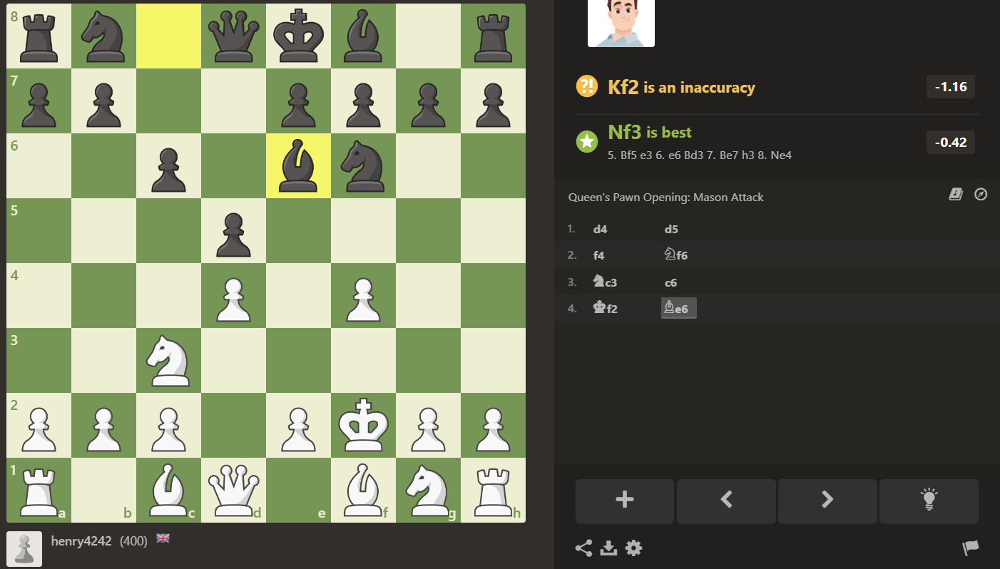 8
7
6
5
4
3
2
1
a b c d e f g h
henry4242 (400)
?! Kf2 is an inaccuracy -1.16
Nf3 is best -0.42
5. Bf5 e3 6. e6 Bd3 7. Be7 h3 8. Ne4
Queen's Pawn Opening: Mason Attack
1. d4 d5
2. f4 ♘f6
3. ♞c3 c6
4. ♚f2 ♗e6